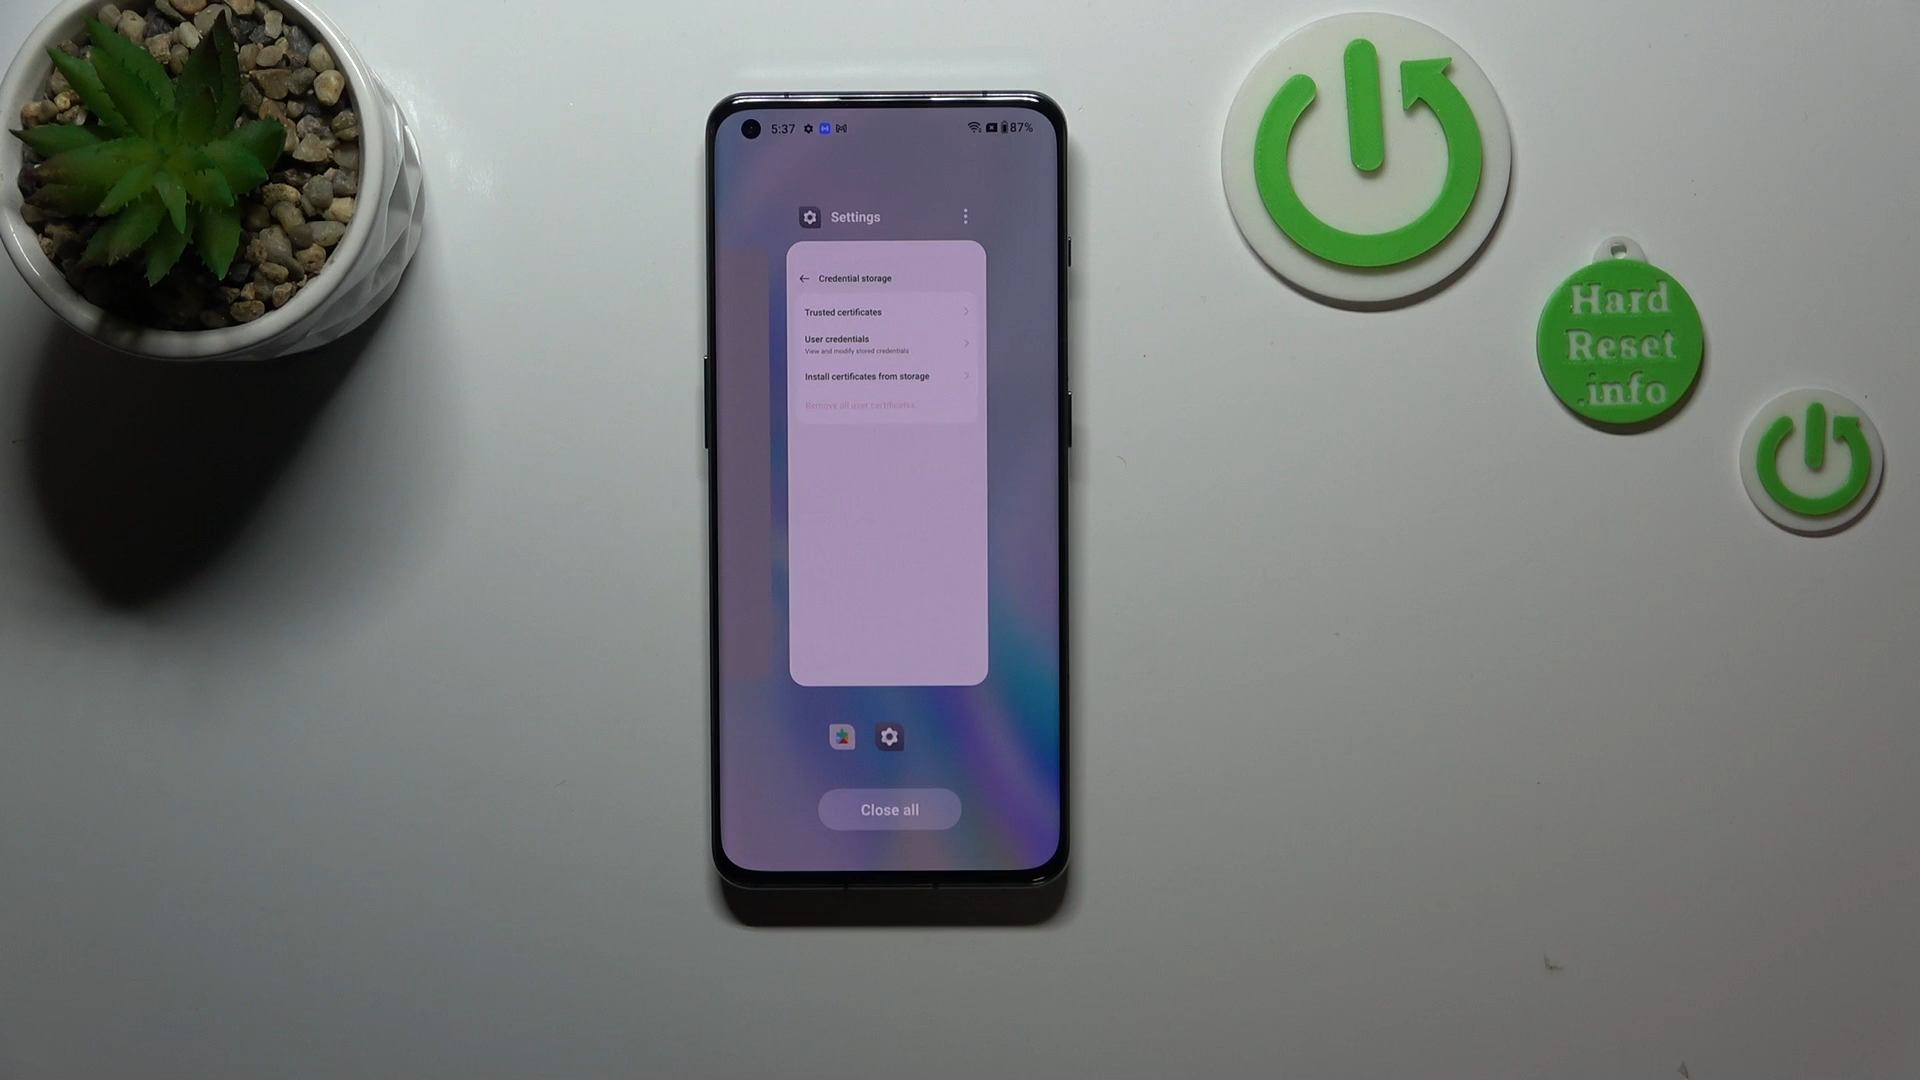 5:37
87%
Settings
Credential storage
Trusted certificates
User credentials
View and modify stored credentials
Install certificates from storage
Remove all user certificates
Close all
Hard
Reset
.info